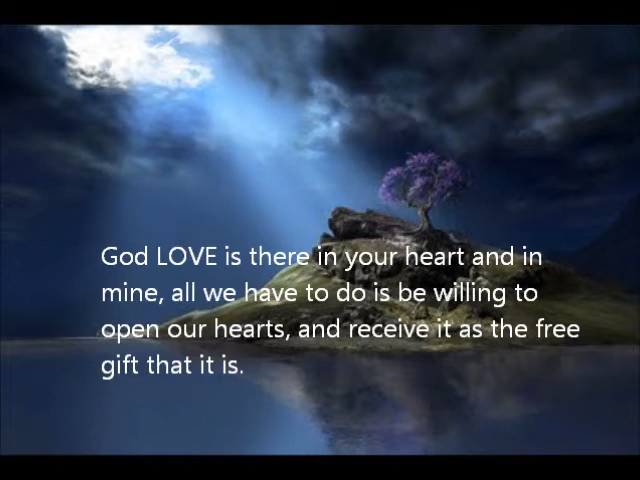 God LOVE is there in your heart and in
mine, all we have to do is be willing to
open our hearts, and receive it as the free
gift that it is.